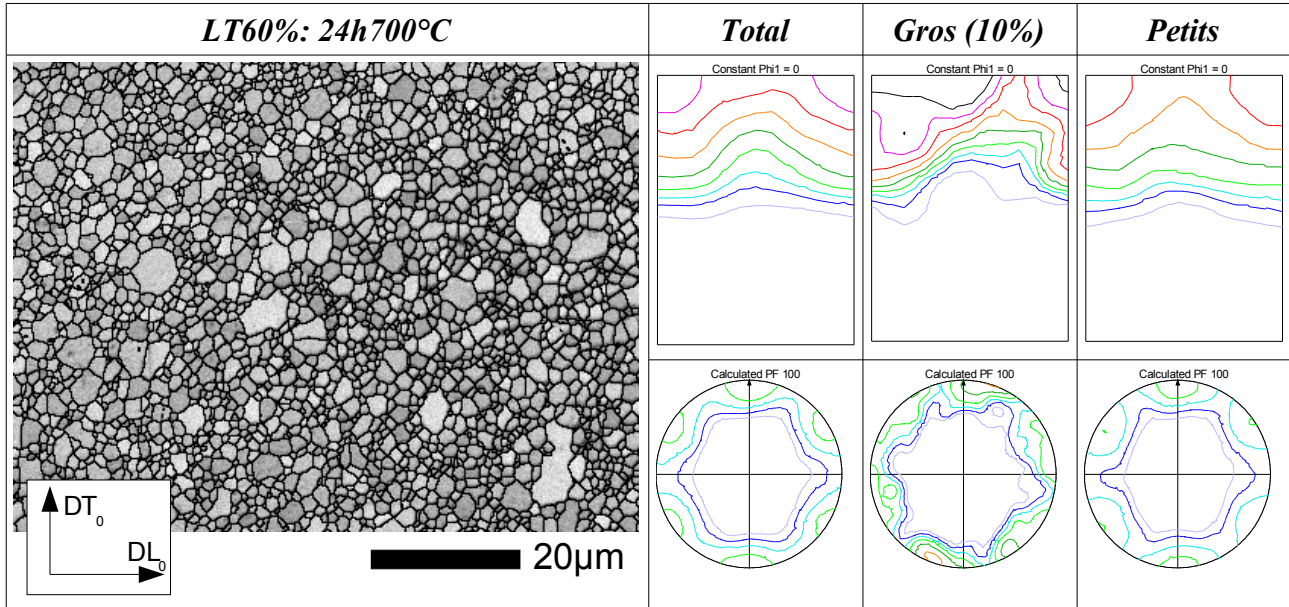 LT60%: 24h700°C
Total
Gros (10%)
Petits
Constant Phi1 = 0
Constant Phi1 = 0
Constant Phi1 = 0
Calculated PF 100
Calculated PF 100
Calculated PF 100
DT0
DL0
20µm